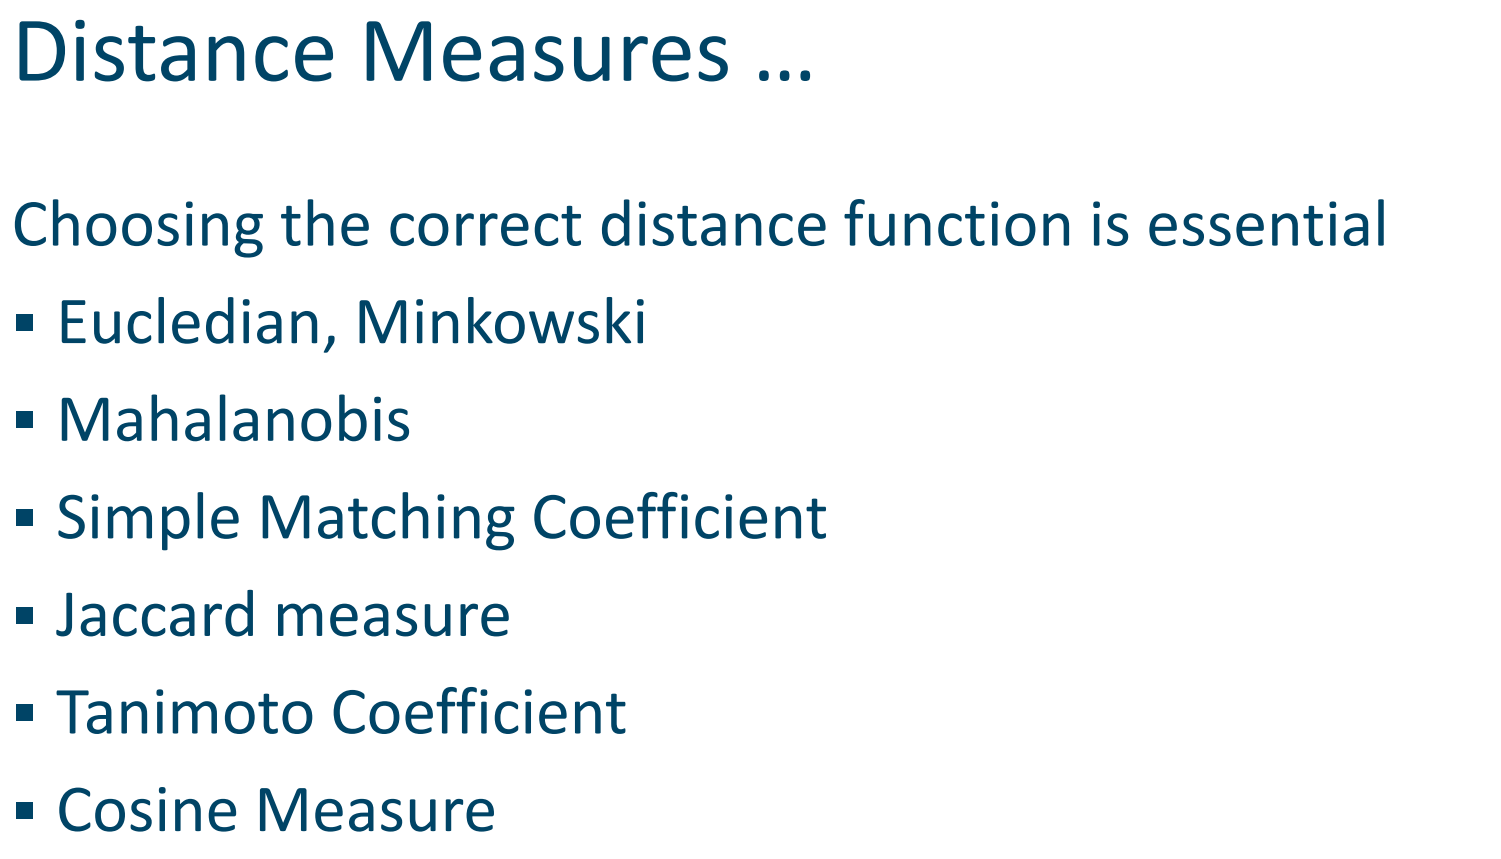 Distance Measures ...
Choosing the correct distance function is essential
▪ Eucledian, Minkowski
▪ Mahalanobis
▪ Simple Matching Coefficient
▪ Jaccard measure
▪ Tanimoto Coefficient
▪ Cosine Measure